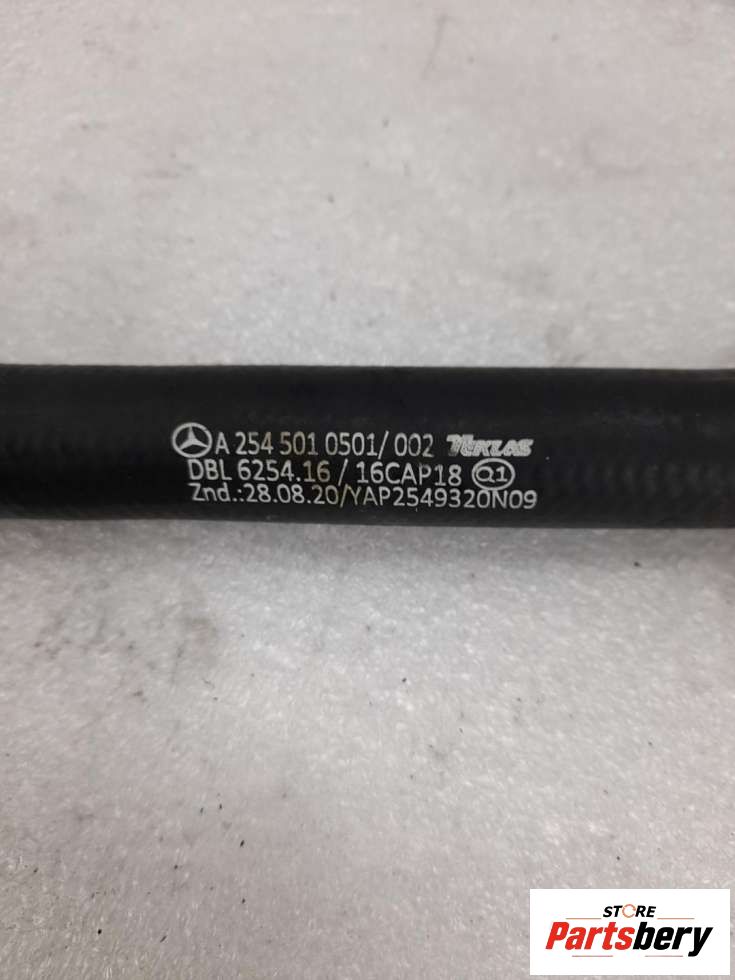 A 254 501 0501/ 002 TEKLAS
DBL 6254.16 / 16CAP18 Q1
Znd.:28.08.20/YAP2549320N09
STORE
Partsbery